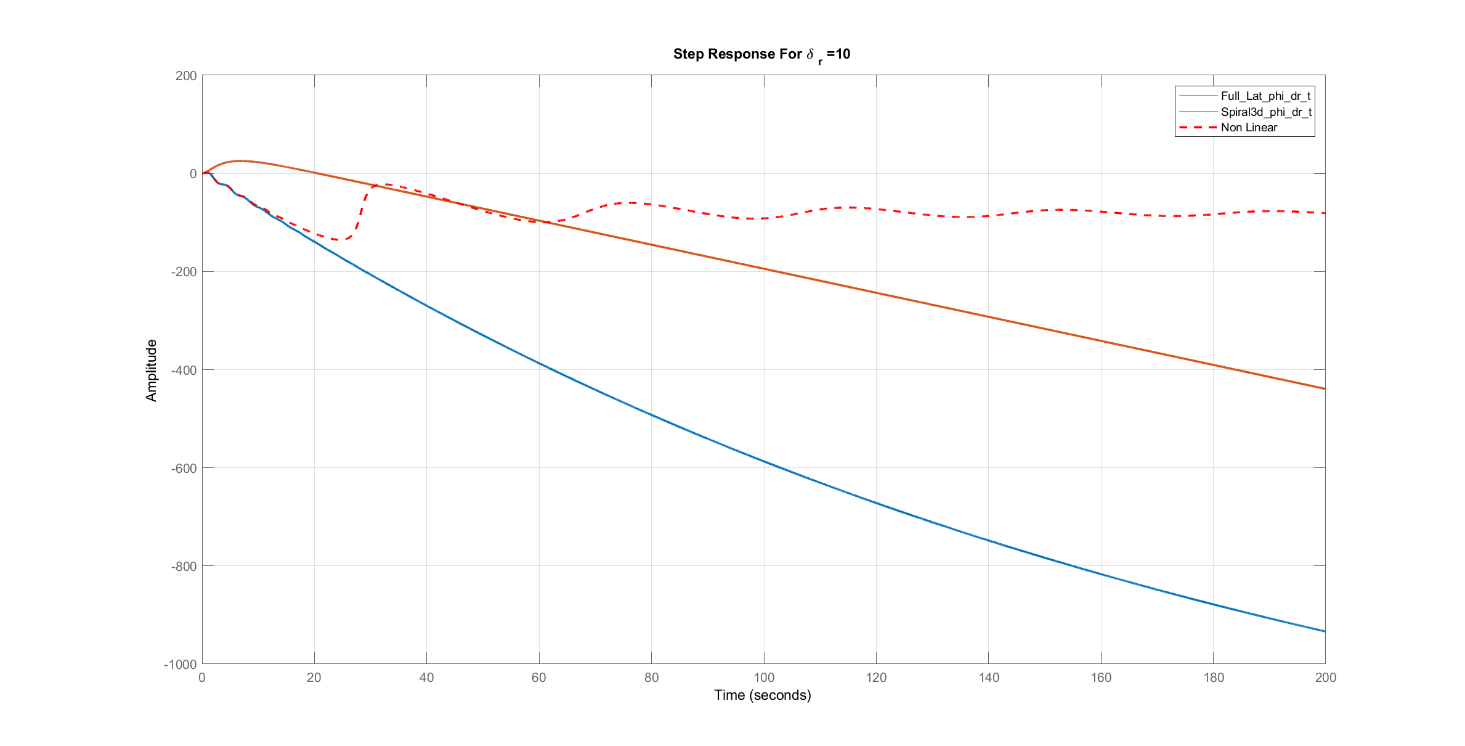 Step Response For δ r =10
Full_Lat_phi_dr_t
Spiral3d_phi_dr_t
Non Linear
200
0
-200
-400
-600
-800
-1000
Amplitude
0 20 40 60 80 100 120 140 160 180 200
Time (seconds)